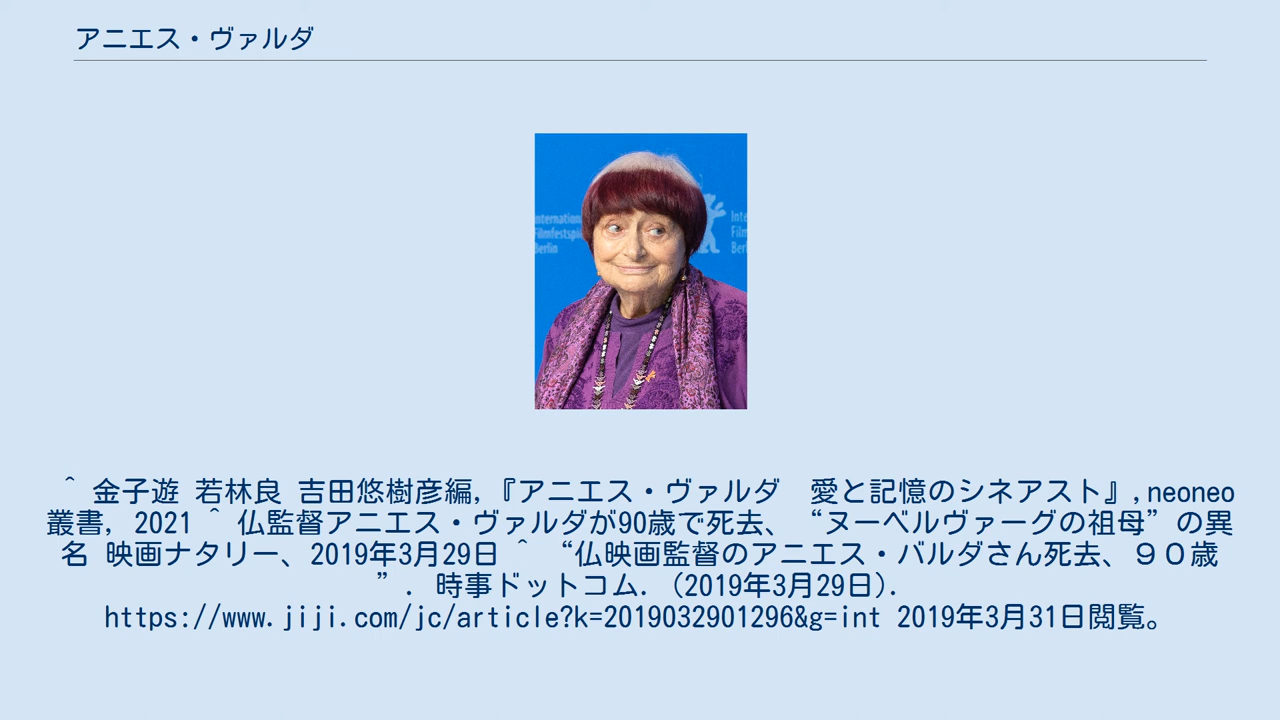 アニエス・ヴァルダ
International
Filmfestspie
Berlin
Inte
Film
Berl
^ 金子遊 若林良 吉田悠樹彦編,『アニエス・ヴァルダ　愛と記憶のシネアスト』,neoneo
叢書, 2021 ^ 仏監督アニエス・ヴァルダが90歳で死去、“ヌーベルヴァーグの祖母”の異
名 映画ナタリー、2019年3月29日 ^ “仏映画監督のアニエス・バルダさん死去、９０歳
”. 時事ドットコム. (2019年3月29日).
https://www.jiji.com/jc/article?k=2019032901296&g=int 2019年3月31日閲覧。